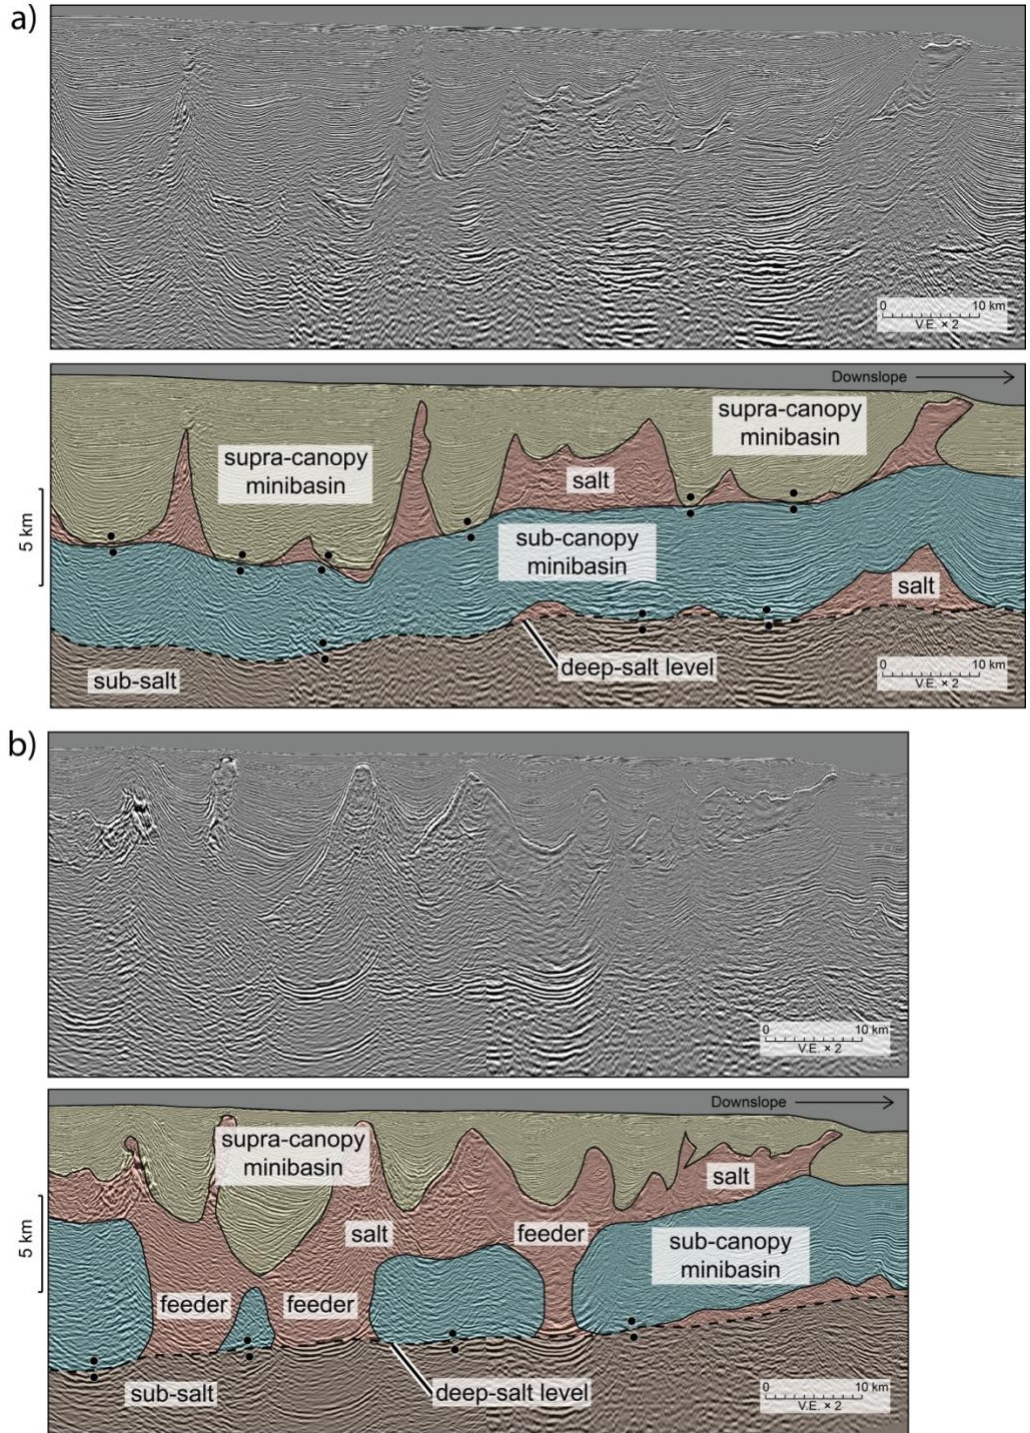 a)
0 10 km
V.E. × 2
Downslope
supra-canopy
minibasin
supra-canopy
minibasin
salt
5 km
sub-canopy
minibasin
salt
deep-salt level
sub-salt
0 10 km
V.E. × 2
b)
0 10 km
V.E. × 2
Downslope
supra-canopy
minibasin
salt
5 km
salt
feeder
sub-canopy
minibasin
feeder
feeder
sub-salt
deep-salt level
0 10 km
V.E. × 2